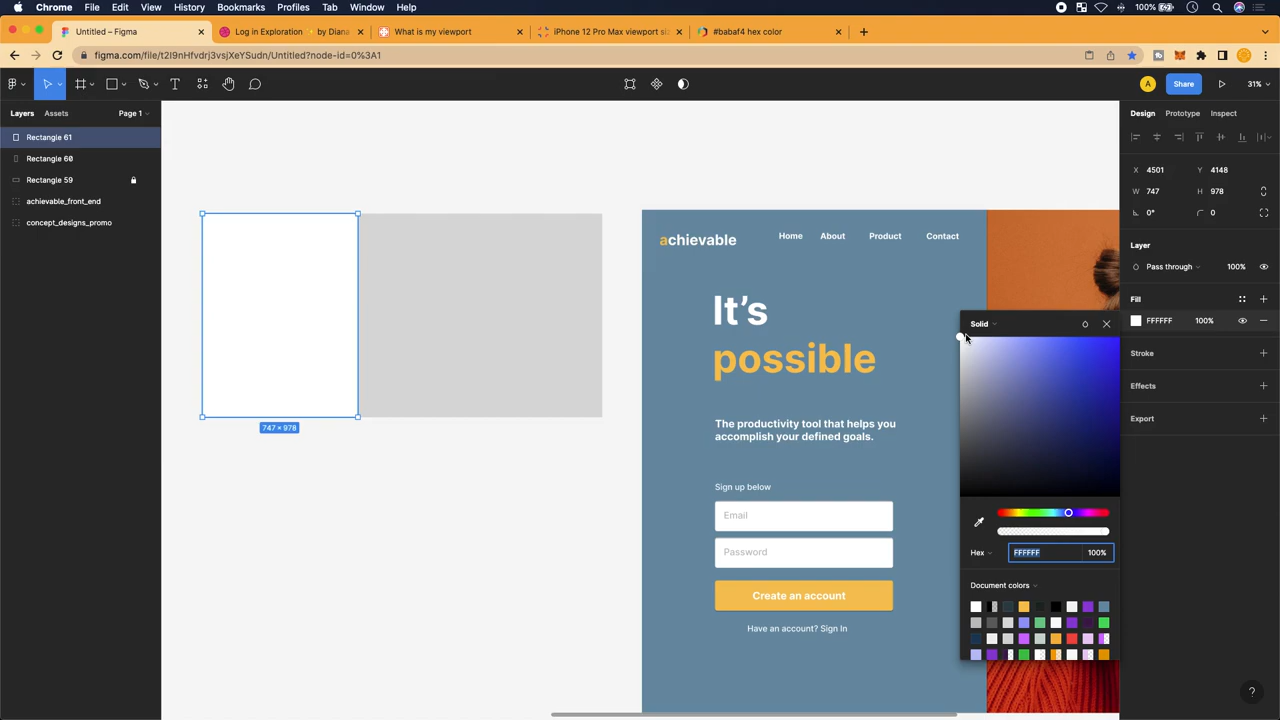 Chrome File Edit View History Bookmarks Profiles Tab Window Help 100%
Untitled – Figma
Log in Exploration by Diana
What is my viewport
iPhone 12 Pro Max viewport si
#babaf4 hex color
figma.com/file/t2I9nHfvdrj3vsjXeYSudn/Untitled?node-id=0%3A1
A Share 31%
Layers Assets Page 1
Design Prototype Inspect
Rectangle 61
Rectangle 60
Rectangle 59
achievable_front_end
concept_designs_promo
747 × 978
achievable Home About Product Contact
It's
possible
The productivity tool that helps you
accomplish your defined goals.
Sign up below
Email
Password
Create an account
Have an account? Sign In
X 4501 Y 4148
W 747 H 978
0° 0
Layer
Pass through 100%
Fill
FFFFFF 100%
Stroke
Effects
Export
Solid
Hex FFFFFF 100%
Document colors
?